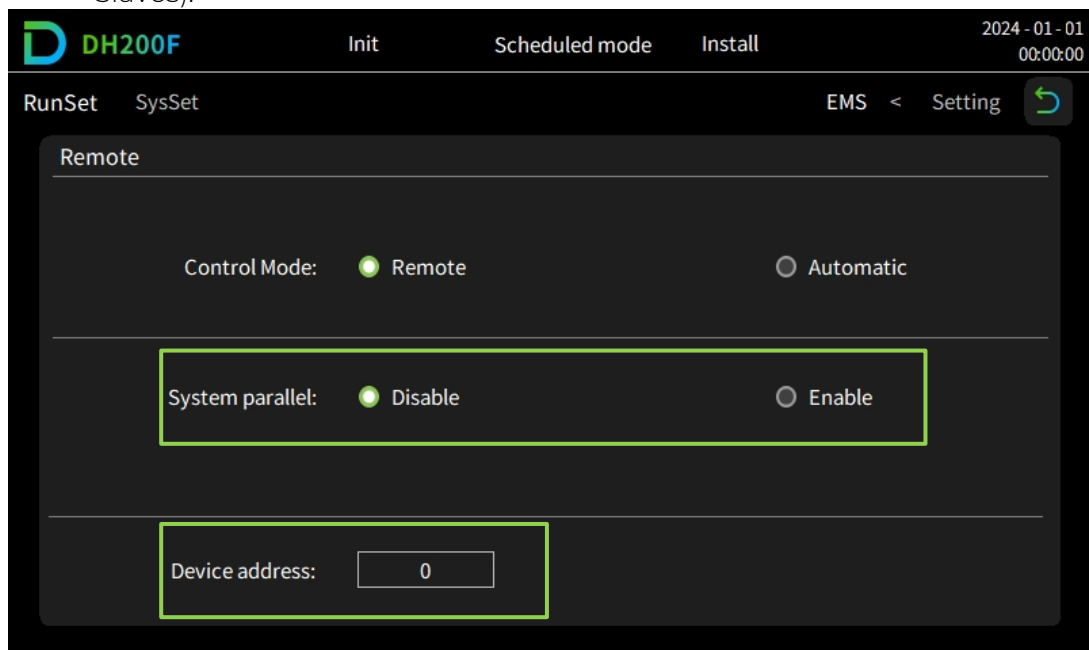 Slaves).
DH200F Init Scheduled mode Install 2024-01-01
00:00:00
RunSet SysSet EMS < Setting
Remote
Control Mode: Remote Automatic
System parallel: Disable Enable
Device address: 0